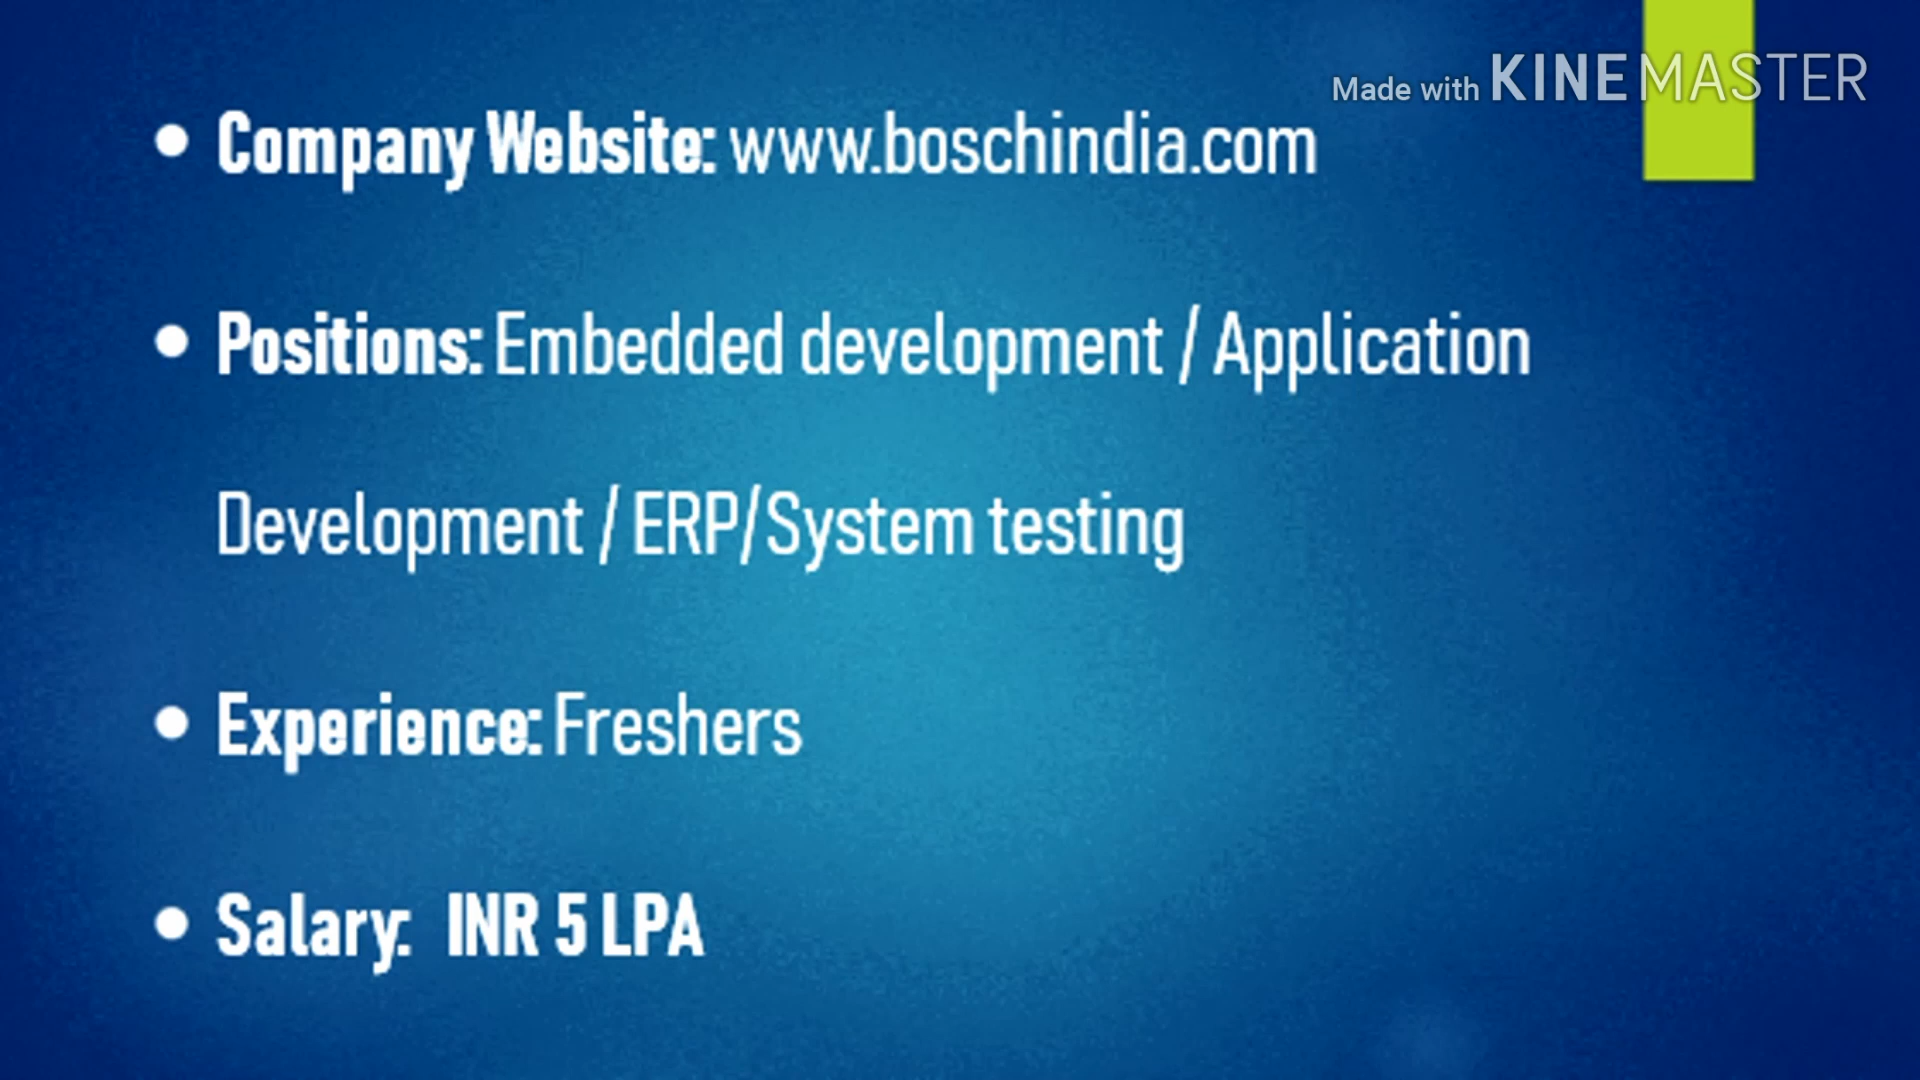 Made with KINEMASTER
• Company Website: www.boschindia.com
• Positions: Embedded development / Application
Development / ERP/System testing
• Experience: Freshers
• Salary: INR 5 LPA